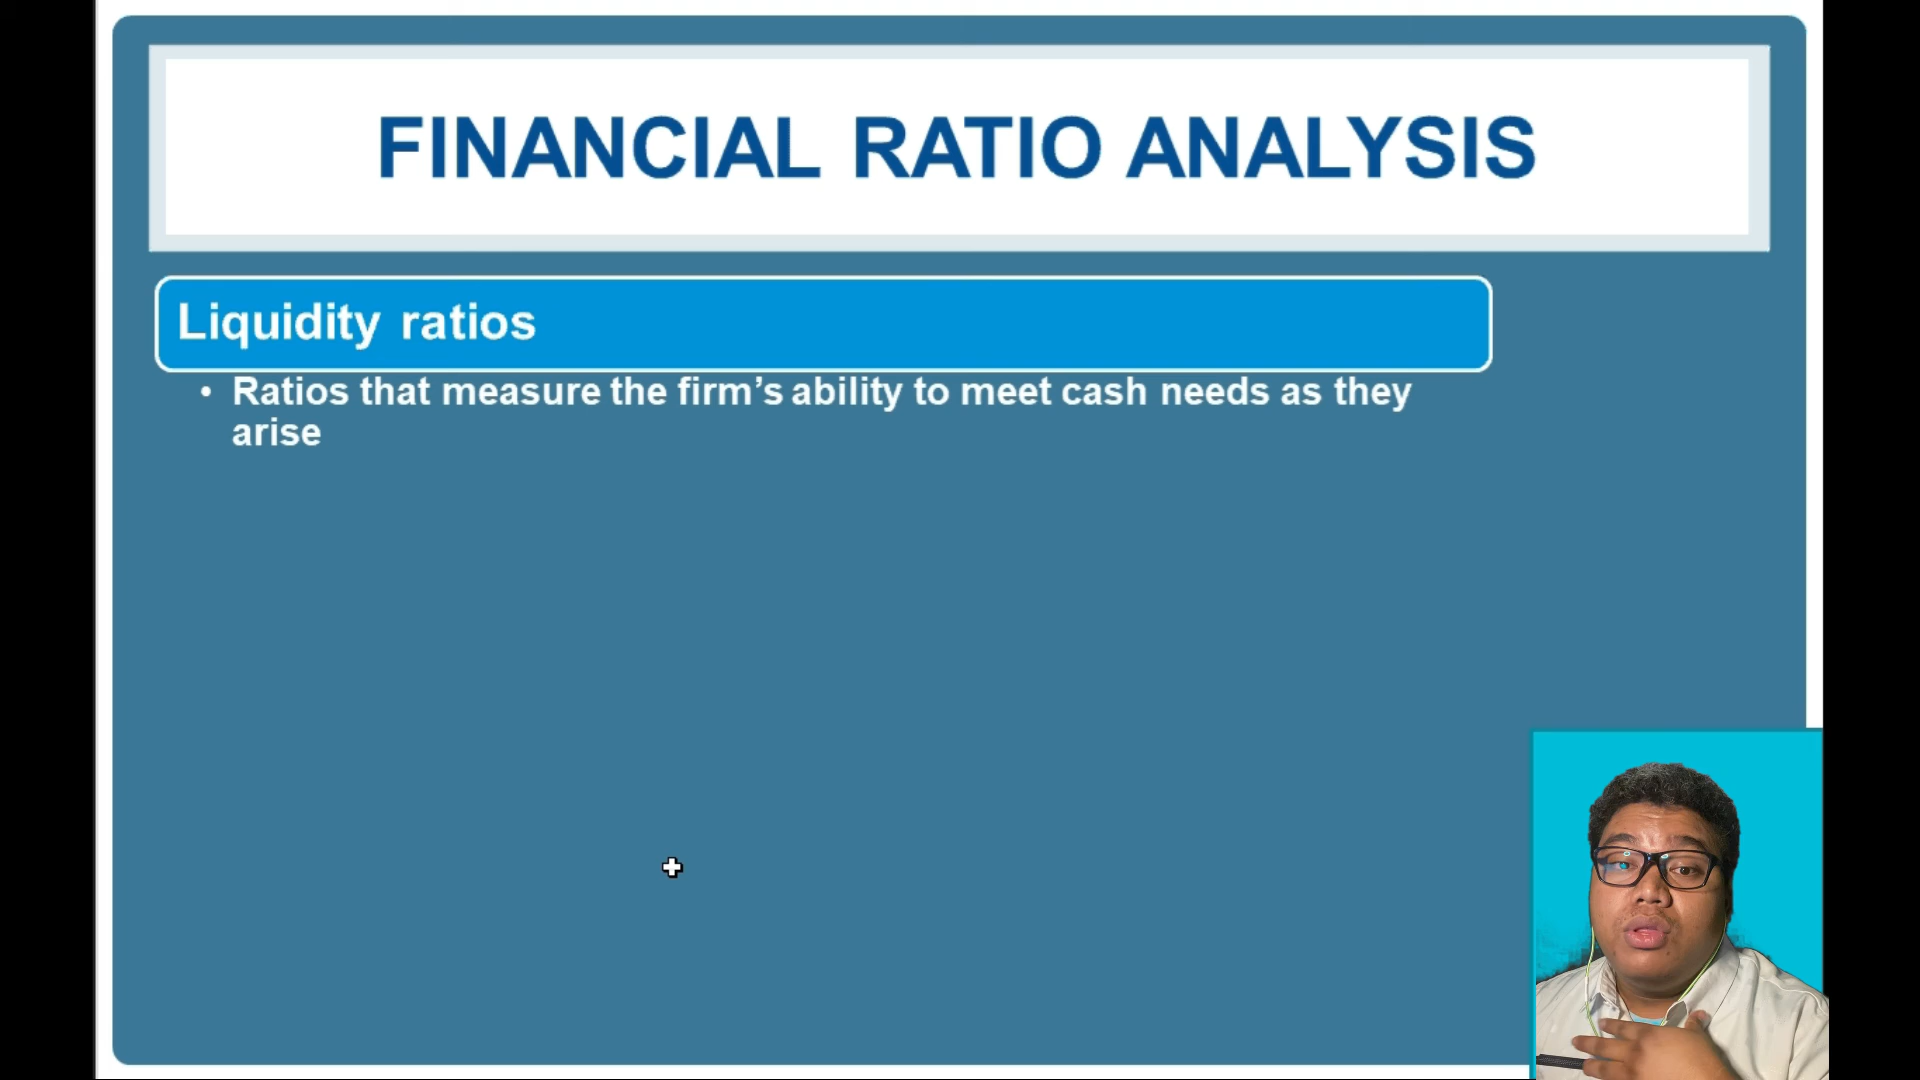 FINANCIAL RATIO ANALYSIS
Liquidity ratios
• Ratios that measure the firm’s ability to meet cash needs as they
arise